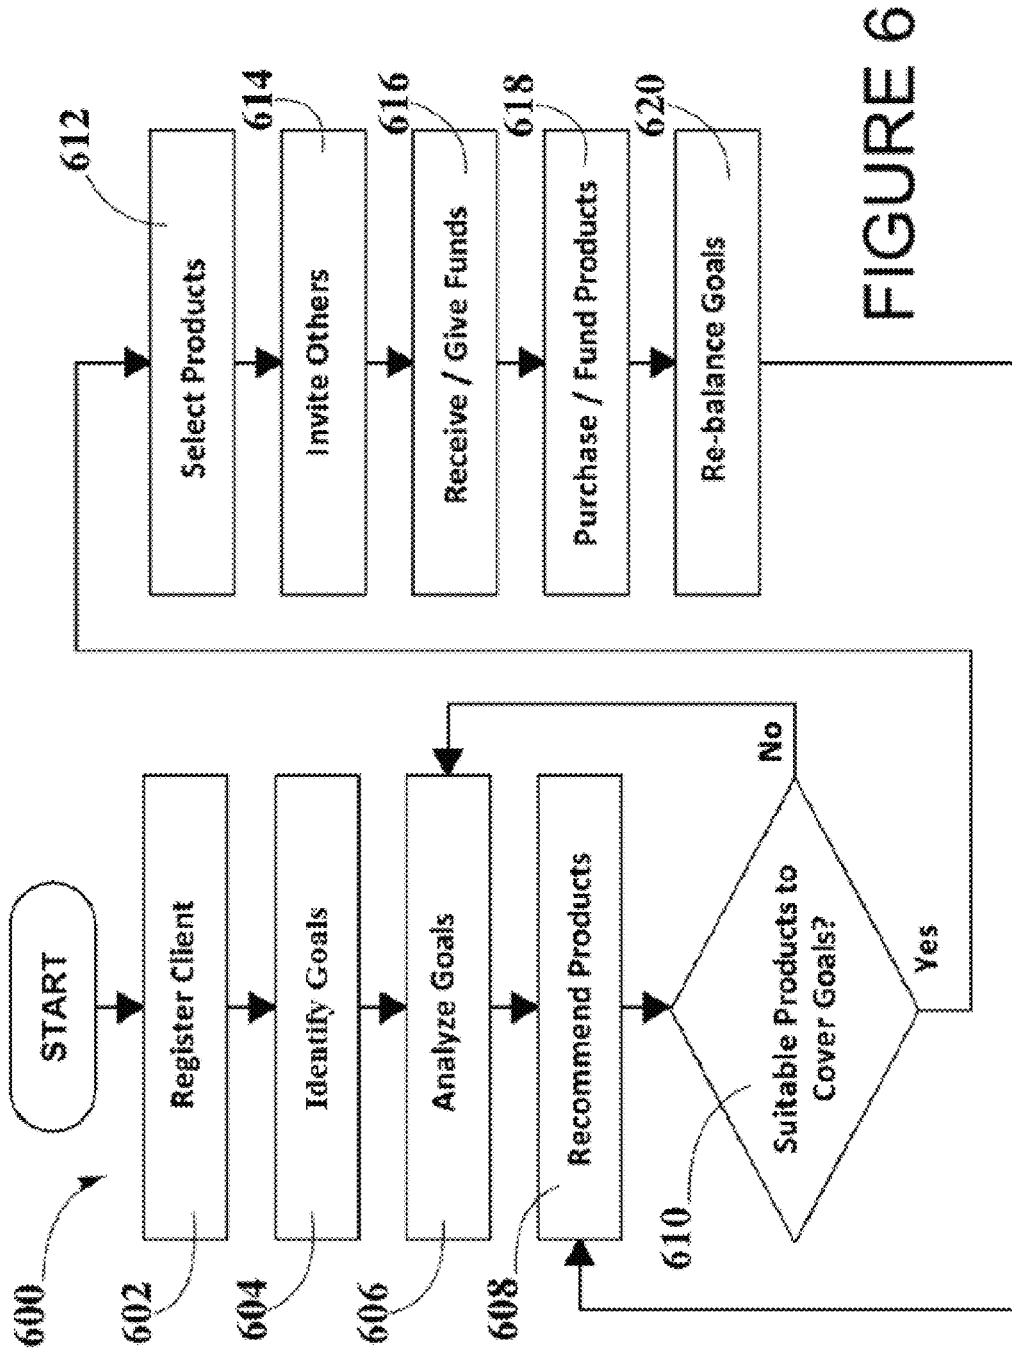 600
START
602
Register Client
604
Identify Goals
606
Analyze Goals
608
Recommend Products
610
Suitable Products to
Cover Goals?
No
Yes
612
Select Products
614
Invite Others
616
Receive / Give Funds
618
Purchase / Fund Products
620
Re-balance Goals
FIGURE 6